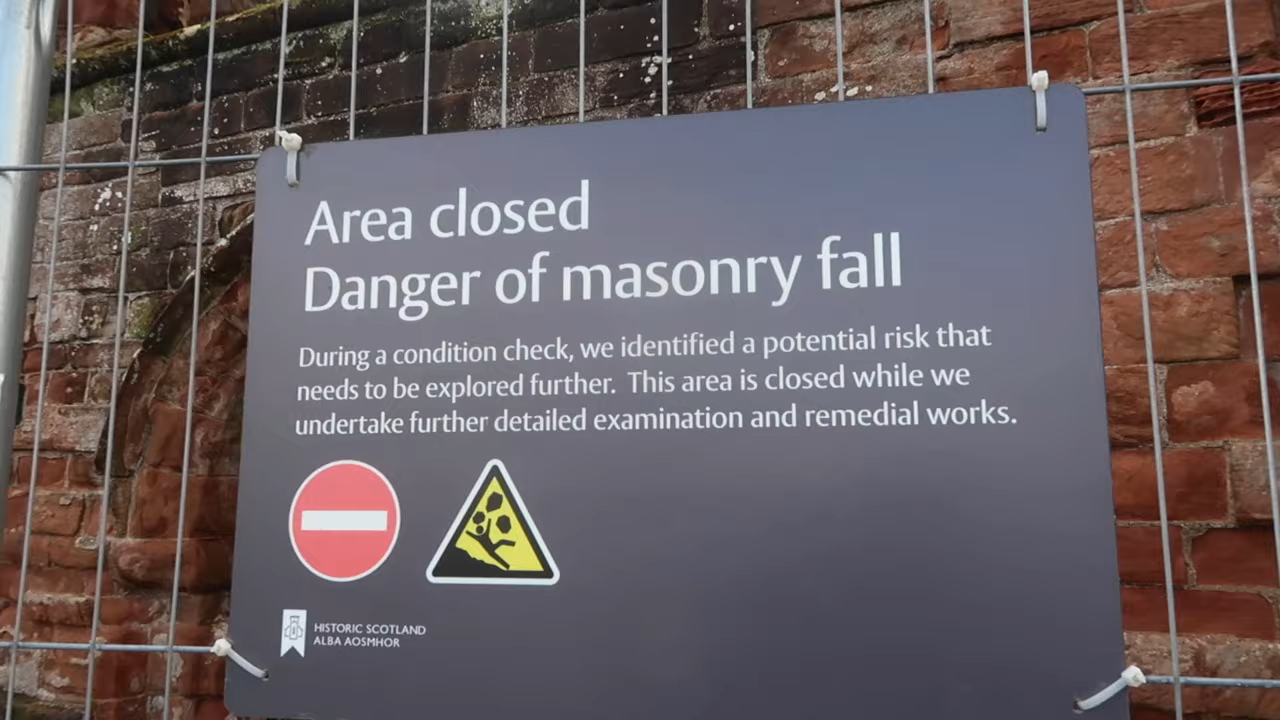 Area closed
Danger of masonry fall
During a condition check, we identified a potential risk that
needs to be explored further. This area is closed while we
undertake further detailed examination and remedial works.
HISTORIC SCOTLAND
ALBA AOSMHOR